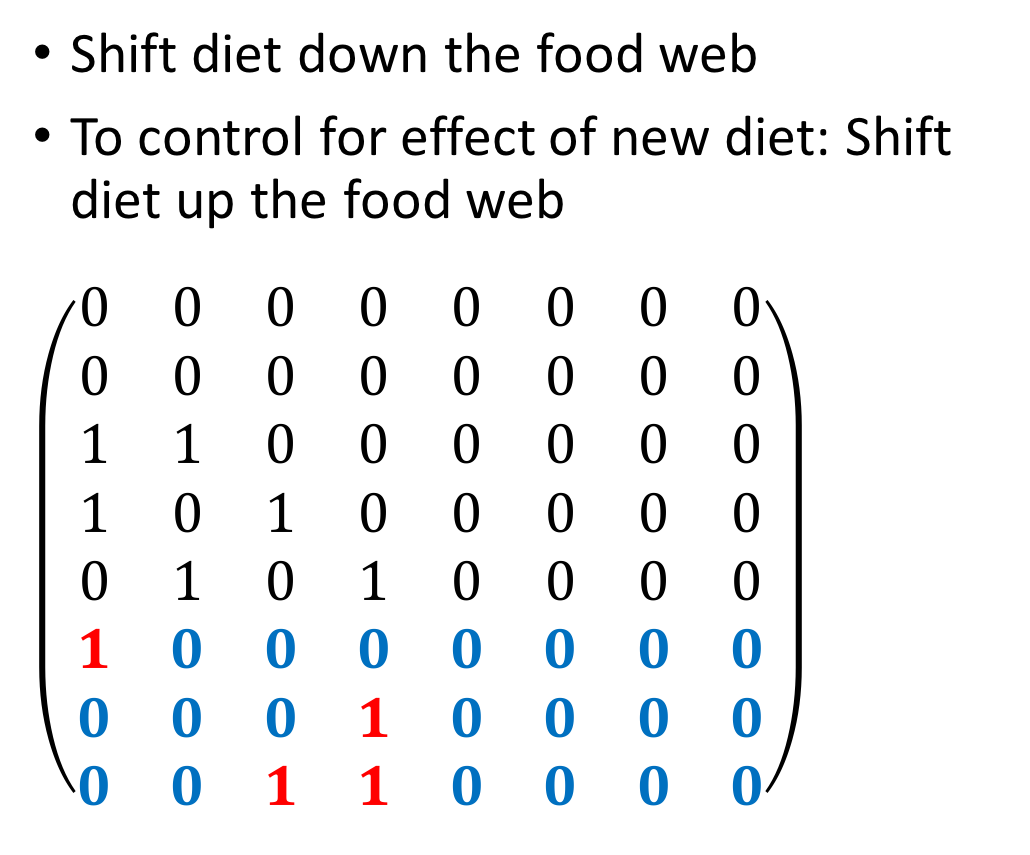 • Shift diet down the food web
• To control for effect of new diet: Shift
diet up the food web
0 0 0 0 0 0 0 0
0 0 0 0 0 0 0 0
1 1 0 0 0 0 0 0
1 0 1 0 0 0 0 0
0 1 0 1 0 0 0 0
1 0 0 0 0 0 0 0
0 0 0 1 0 0 0 0
0 0 1 1 0 0 0 0